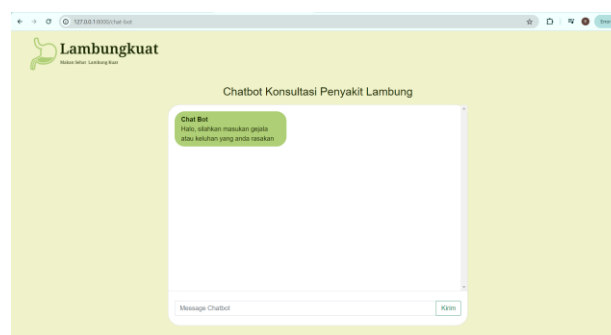 127.0.0.1:8000/chat-bot
Lambungkuat
Makan Sehat Lambung Kuat
Chatbot Konsultasi Penyakit Lambung
Chat Bot
Halo, silahkan masukan gejala
atau keluhan yang anda rasakan
Message Chatbot
Kirim